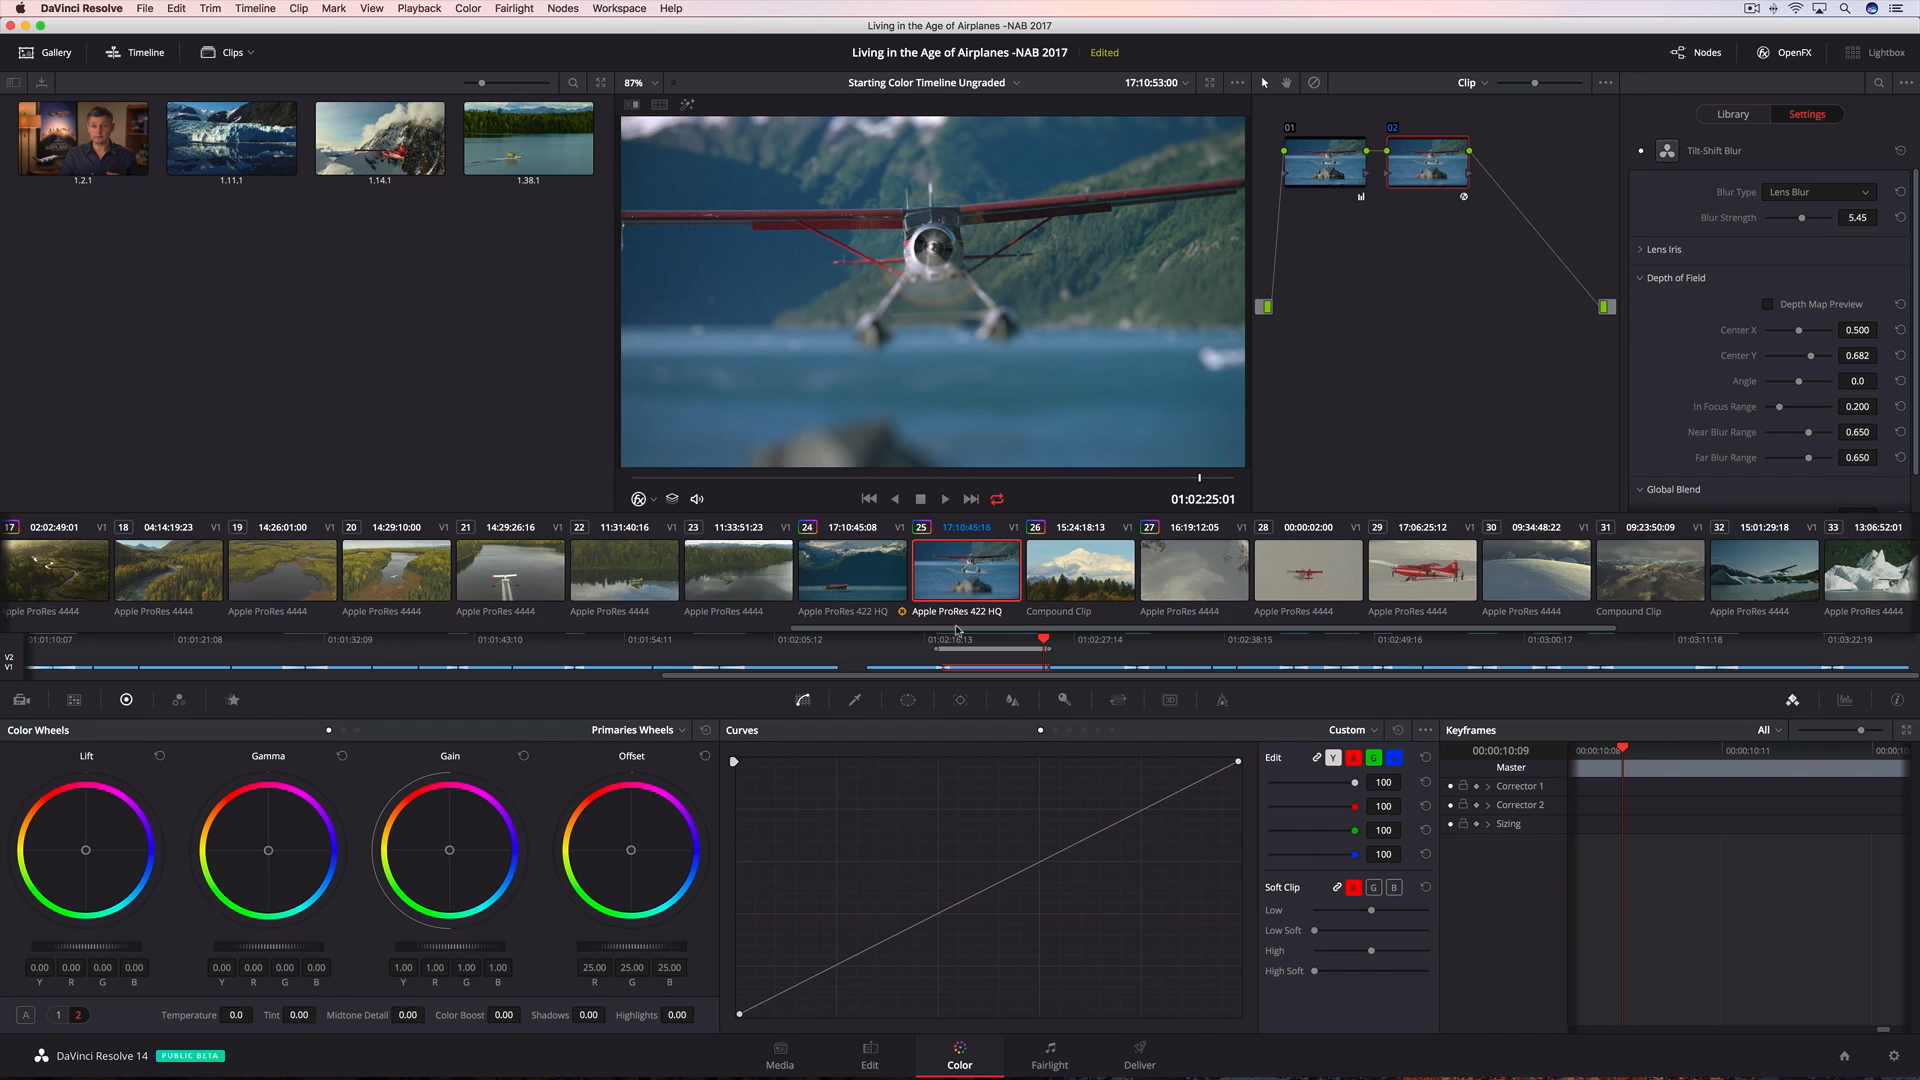 DaVinci Resolve File Edit Trim Timeline Clip Mark View Playback Color Fairlight Nodes Workspace Help
Living in the Age of Airplanes -NAB 2017
Gallery Timeline Clips Living in the Age of Airplanes -NAB 2017 Edited Nodes OpenFX Lightbox
87% Starting Color Timeline Ungraded 17:10:53:00 Clip
1.2.1 1.11.1 1.14.1 1.38.1
01 02
Library Settings
Tilt-Shift Blur
Blur Type Lens Blur
Blur Strength 5.45
Lens Iris
Depth of Field
Depth Map Preview
Center X 0.500
Center Y 0.682
Angle 0.0
In Focus Range 0.200
Near Blur Range 0.650
Far Blur Range 0.650
Global Blend
01:02:25:01
17 02:02:49:01 V1 18 04:14:19:23 V1 19 14:26:01:00 V1 20 14:29:10:00 V1 21 14:29:26:16 V1 22 11:31:40:16 V1 23 11:33:51:23 V1 24 17:10:45:08 V1 25 17:10:45:16 V1 26 15:24:18:13 V1 27 16:19:12:05 V1 28 00:00:02:00 V1 29 17:06:25:12 V1 30 09:34:48:22 V1 31 09:23:50:09 V1 32 15:01:29:18 V1 33 13:06:52:01
Apple ProRes 4444 Apple ProRes 4444 Apple ProRes 4444 Apple ProRes 4444 Apple ProRes 4444 Apple ProRes 4444 Apple ProRes 4444 Apple ProRes 422 HQ Apple ProRes 422 HQ Compound Clip Apple ProRes 4444 Apple ProRes 4444 Apple ProRes 4444 Apple ProRes 4444 Compound Clip Apple ProRes 4444 Apple ProRes 4444
01:01:10:07 01:01:21:08 01:01:32:09 01:01:43:10 01:01:54:11 01:02:05:12 01:02:16:13 01:02:27:14 01:02:38:15 01:02:49:16 01:03:00:17 01:03:11:18 01:03:22:19
V2
V1
Color Wheels Primaries Wheels
Lift Gamma Gain Offset
0.00 0.00 0.00 0.00 0.00 0.00 0.00 0.00 1.00 1.00 1.00 1.00 25.00 25.00 25.00
Y R G B Y R G B Y R G B R G B
A 1 2 Temperature 0.0 Tint 0.00 Midtone Detail 0.00 Color Boost 0.00 Shadows 0.00 Highlights 0.00
Curves Custom
Edit Y R G B
100
100
100
100
Soft Clip R G B
Low
Low Soft
High
High Soft
Keyframes All
00:00:10:09 00:00:10:08 00:00:10:11 00:00:10
Master
Corrector 1
Corrector 2
Sizing
DaVinci Resolve 14 PUBLIC BETA
Media Edit Color Fairlight Deliver